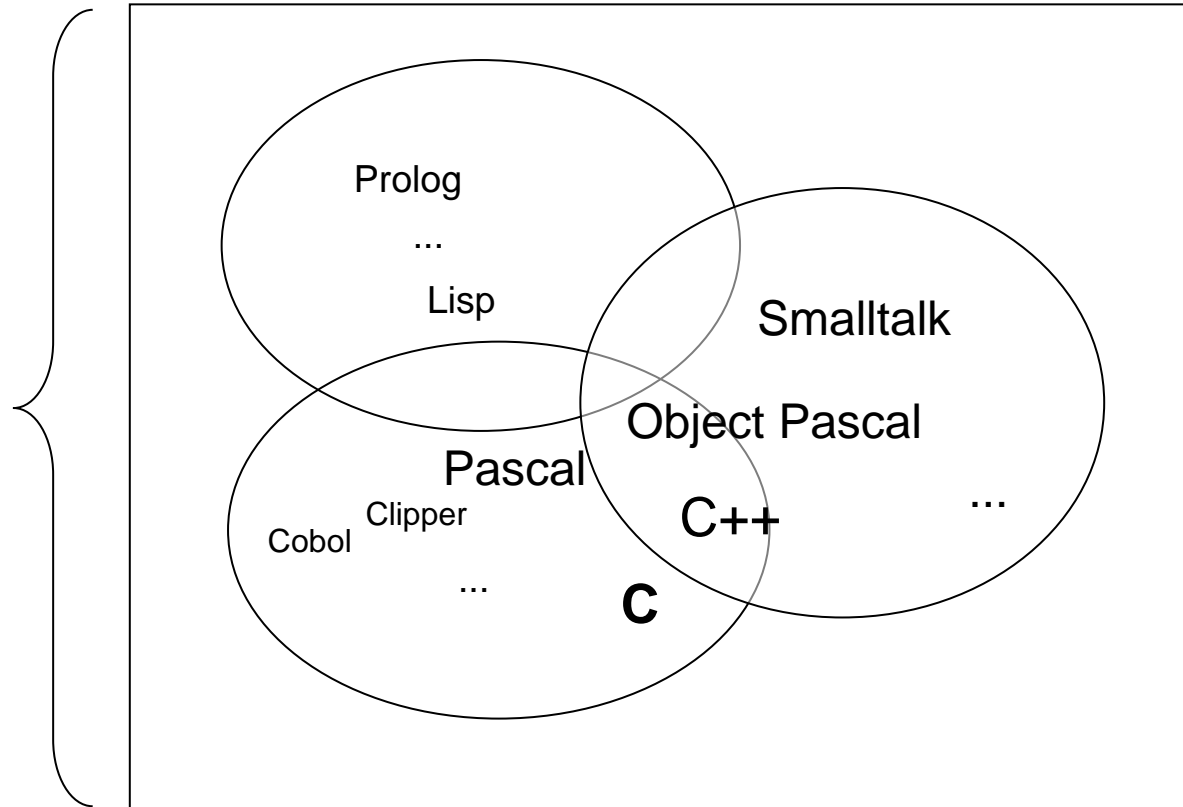 Prolog
...
Lisp
Smalltalk
Object Pascal
Pascal
C++
...
Clipper
Cobol
...
C